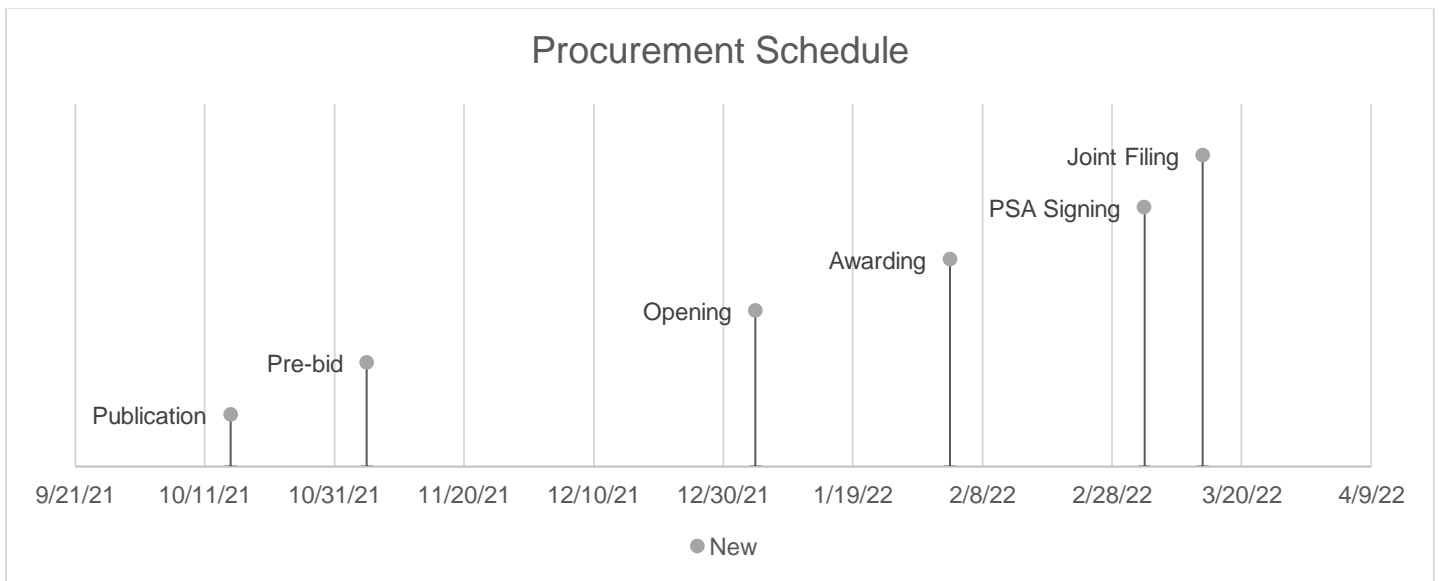 Procurement Schedule
Joint Filing
PSA Signing
Awarding
Opening
Pre-bid
Publication
9/21/21 10/11/21 10/31/21 11/20/21 12/10/21 12/30/21 1/19/22 2/8/22 2/28/22 3/20/22 4/9/22
New